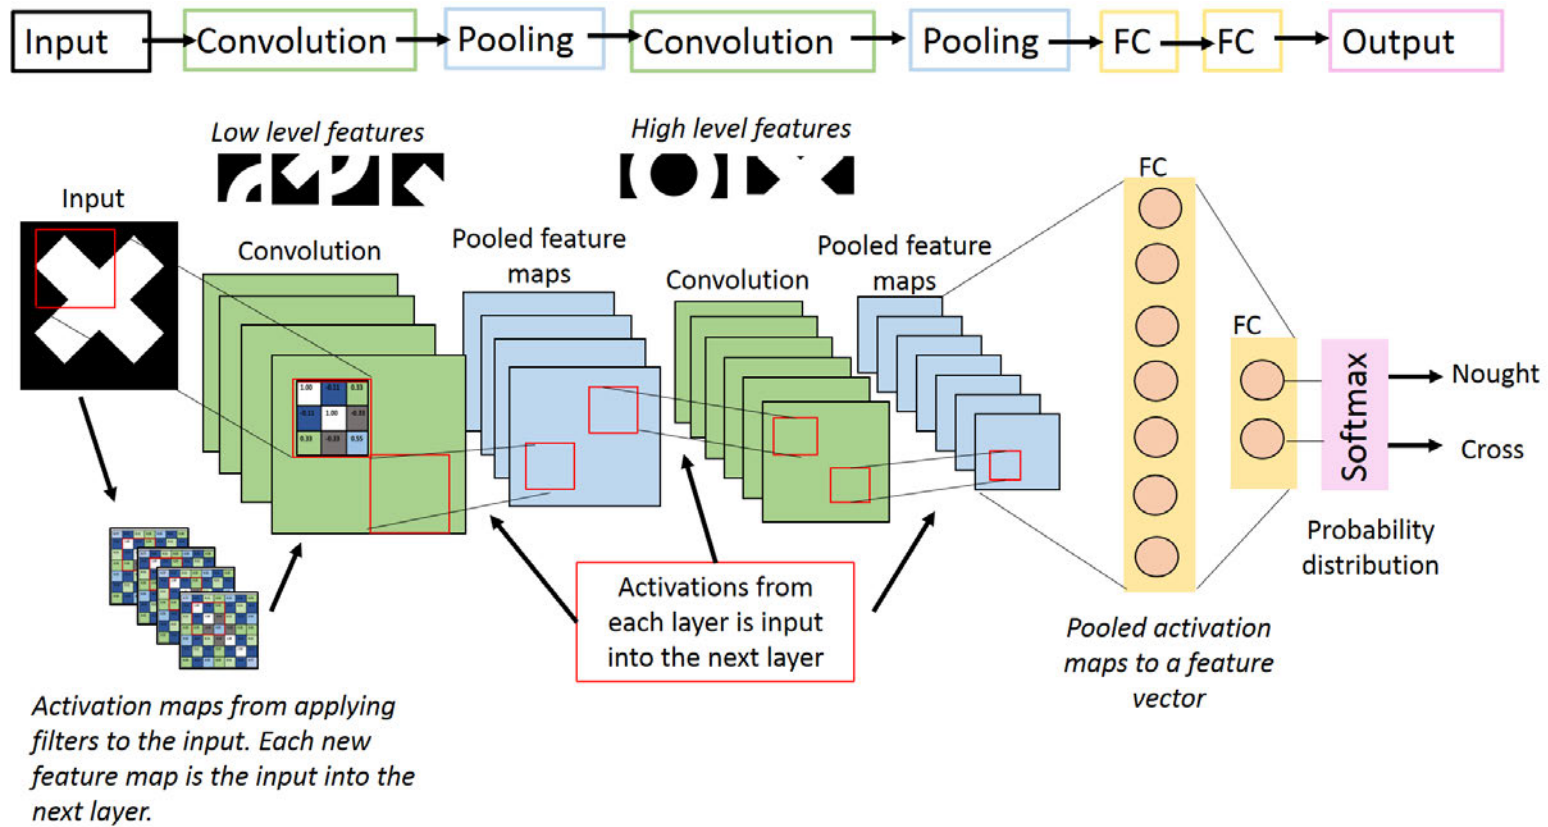 Input
Convolution
Pooling
Convolution
Pooling
FC
FC
Output
Low level features
High level features
Input
Convolution
Pooled feature
maps
Convolution
Pooled feature
maps
FC
FC
Softmax
Nought
Cross
Probability
distribution
1.00 -0.11 0.33
-0.11 1.00 -0.33
0.33 -0.33 0.55
Activations from
each layer is input
into the next layer
Pooled activation
maps to a feature
vector
Activation maps from applying
filters to the input. Each new
feature map is the input into the
next layer.